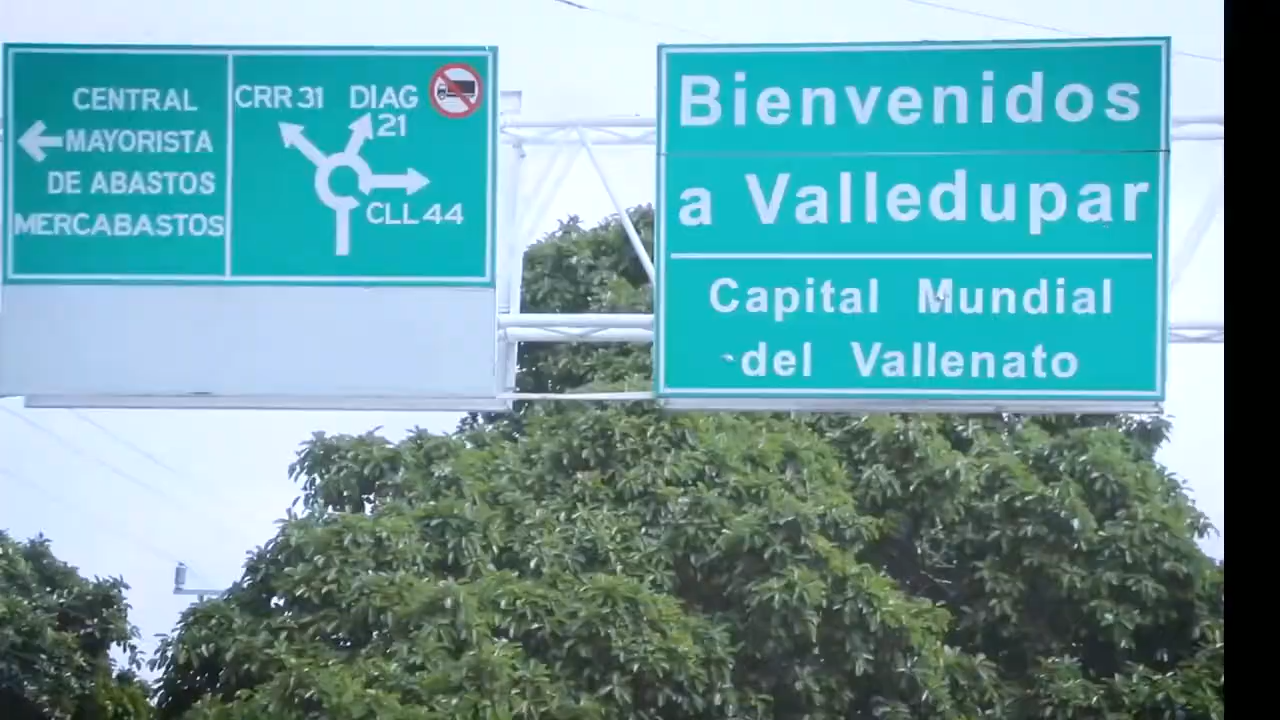 CENTRAL
MAYORISTA
DE ABASTOS
MERCABASTOS
CRR 31
DIAG
21
CLL 44
Bienvenidos
a Valledupar
Capital Mundial
del Vallenato